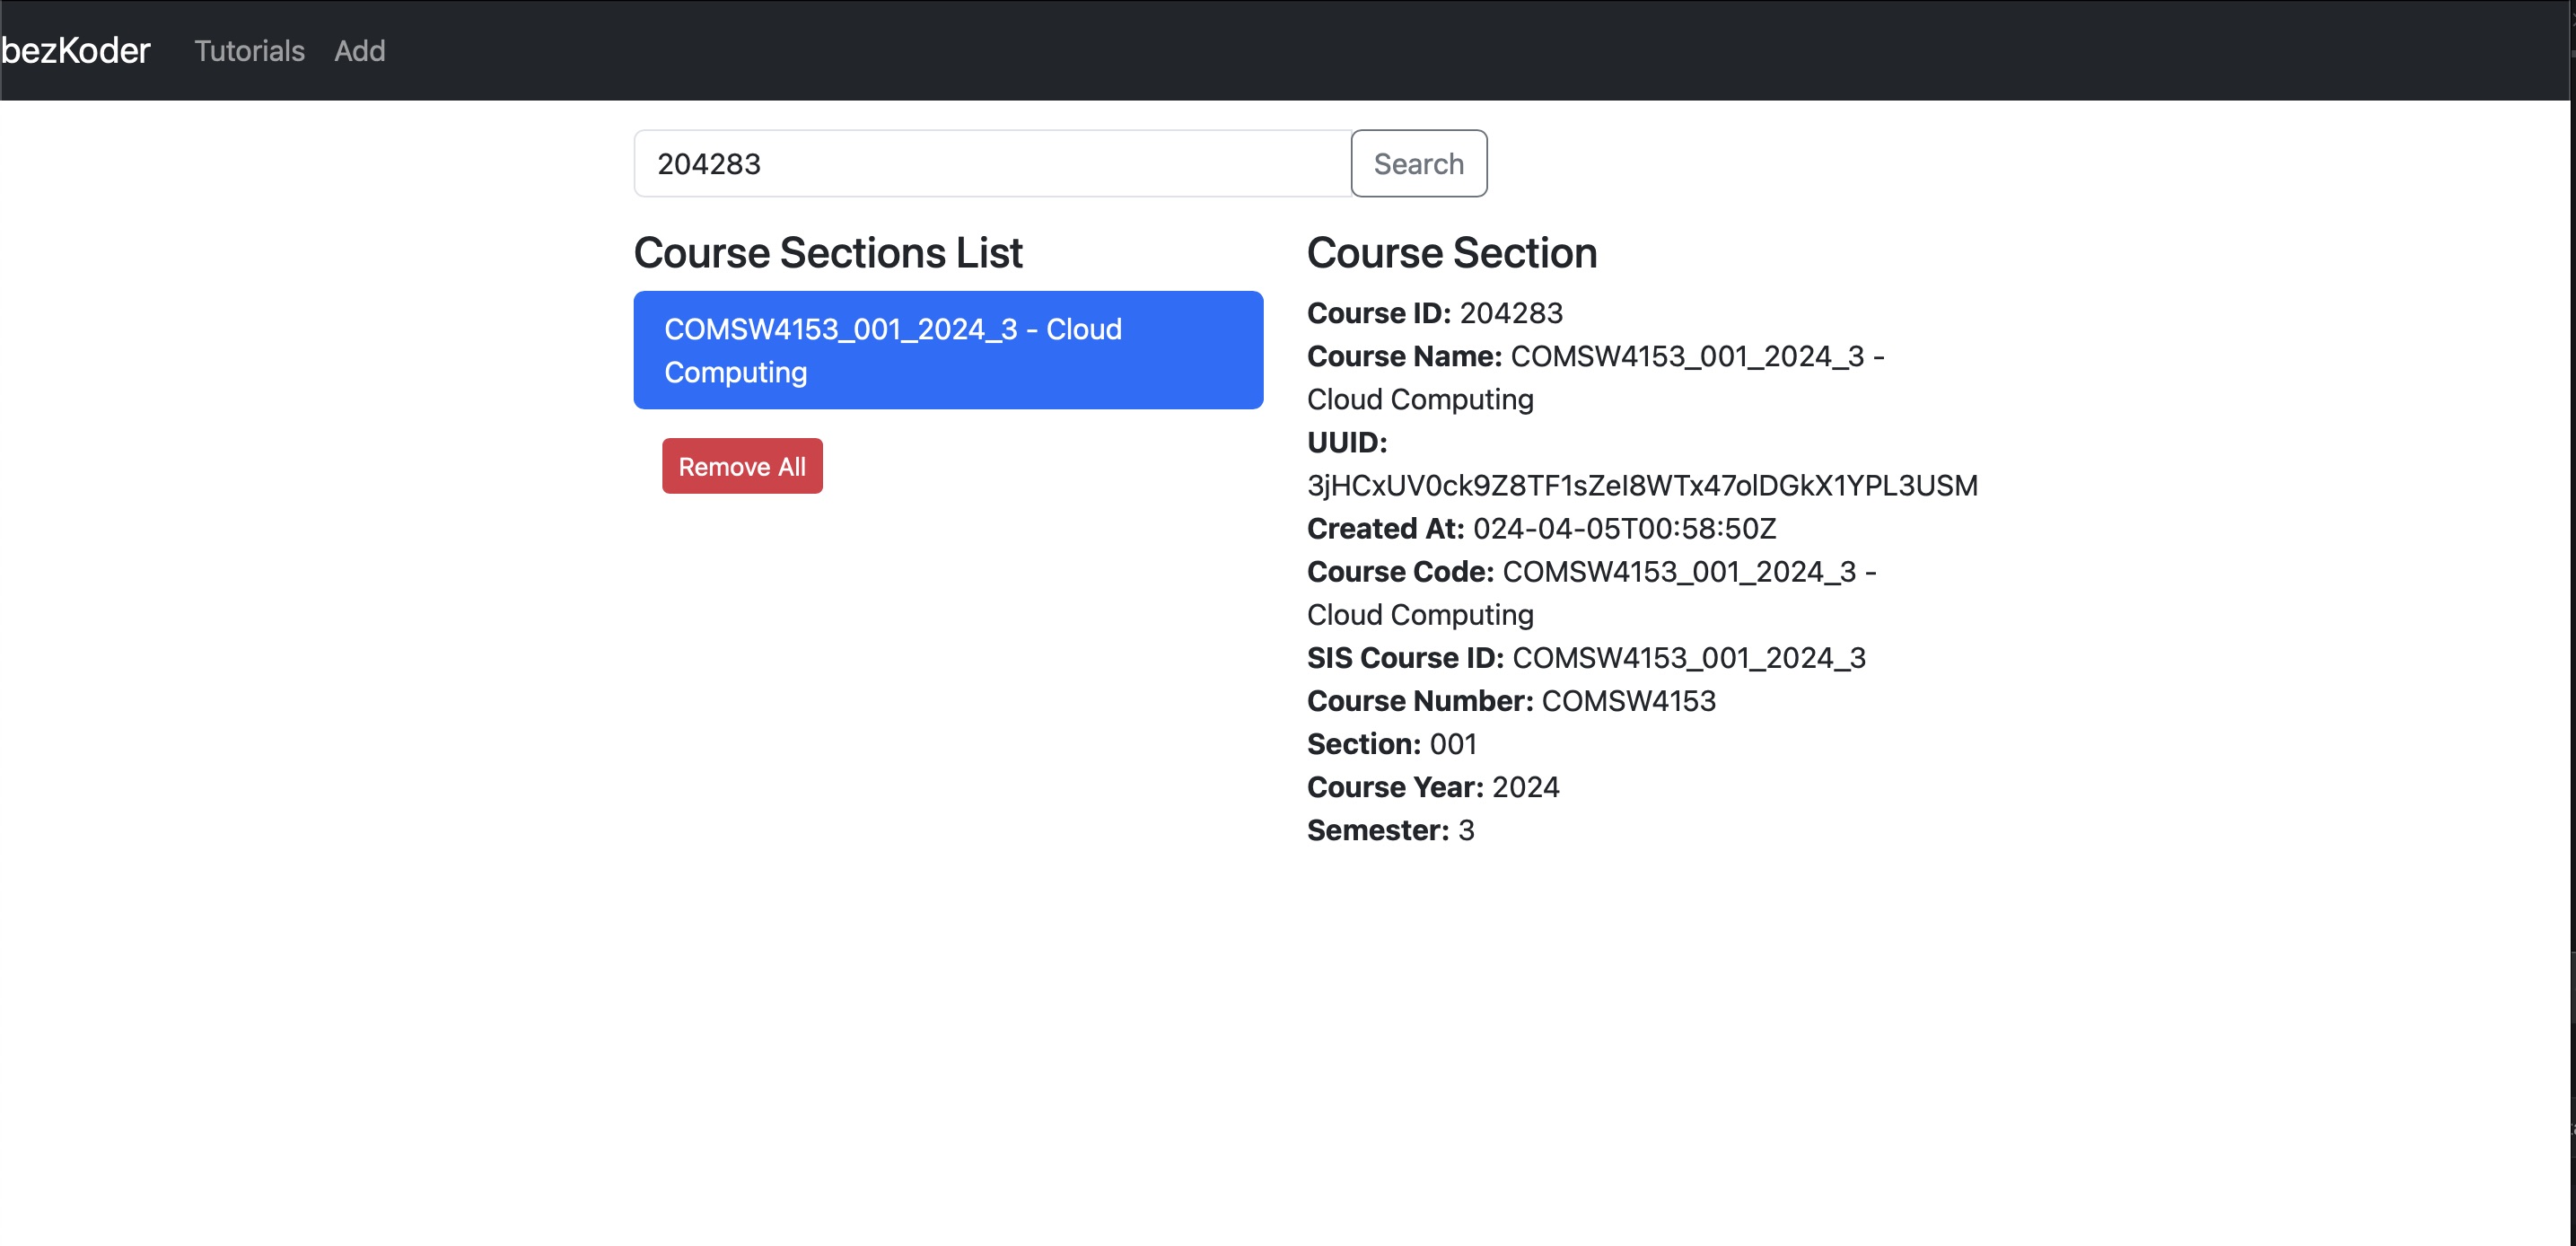 bezKoder Tutorials Add
204283 Search
Course Sections List
COMSW4153_001_2024_3 - Cloud
Computing
Remove All
Course Section
Course ID: 204283
Course Name: COMSW4153_001_2024_3 -
Cloud Computing
UUID:
3jHCxUV0ck9Z8TF1sZeI8WTx47olDGkX1YPL3USM
Created At: 024-04-05T00:58:50Z
Course Code: COMSW4153_001_2024_3 -
Cloud Computing
SIS Course ID: COMSW4153_001_2024_3
Course Number: COMSW4153
Section: 001
Course Year: 2024
Semester: 3